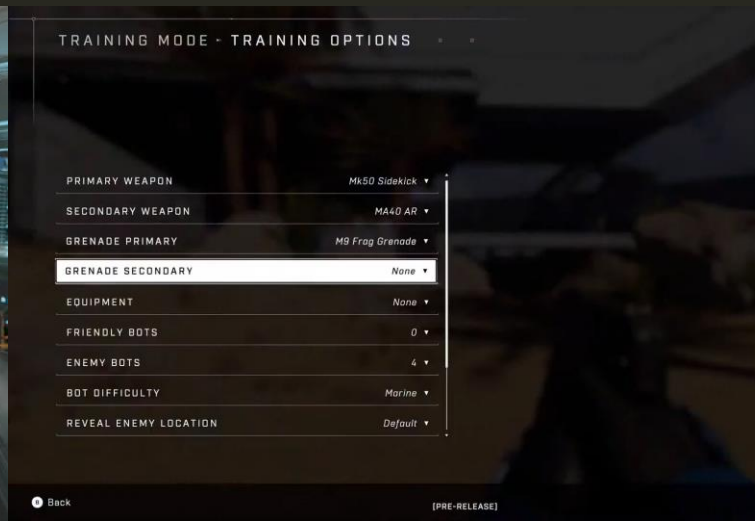 TRAINING MODE - TRAINING OPTIONS
PRIMARY WEAPON Mk50 Sidekick
SECONDARY WEAPON MA40 AR
GRENADE PRIMARY M9 Frag Grenade
GRENADE SECONDARY None
EQUIPMENT None
FRIENDLY BOTS 0
ENEMY BOTS 4
BOT DIFFICULTY Marine
REVEAL ENEMY LOCATION Default
Back
[PRE-RELEASE]